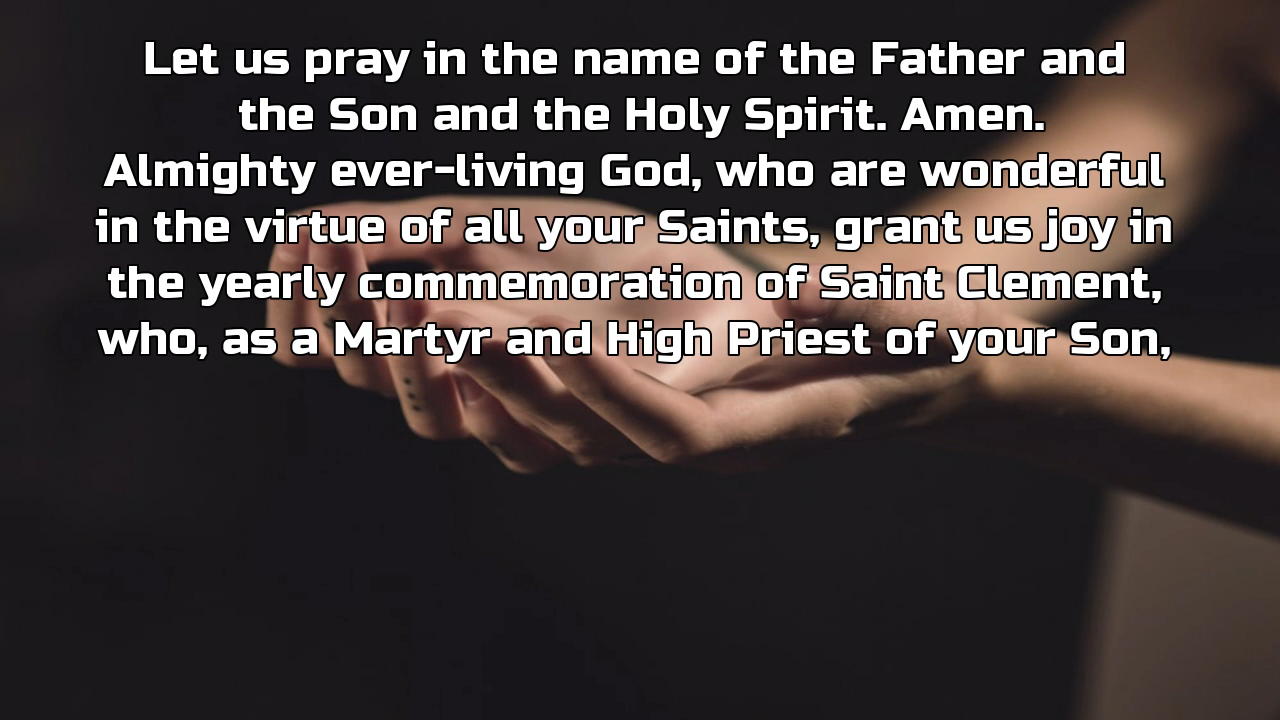 Let us pray in the name of the Father and
the Son and the Holy Spirit. Amen.
Almighty ever-living God, who are wonderful
in the virtue of all your Saints, grant us joy in
the yearly commemoration of Saint Clement,
who, as a Martyr and High Priest of your Son,